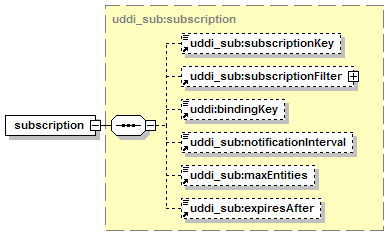 uddi_sub:subscription
uddi_sub:subscriptionKey
uddi_sub:subscriptionFilter
uddi:bindingKey
subscription
uddi_sub:notificationInterval
uddi_sub:maxEntities
uddi_sub:expiresAfter